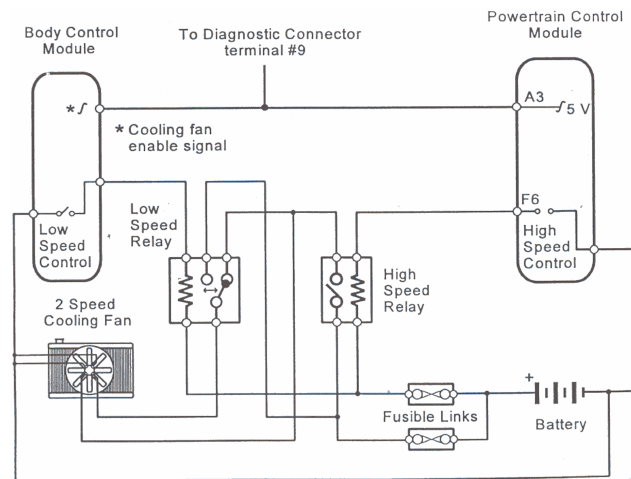 Body Control
Module
To Diagnostic Connector
terminal #9
Powertrain Control
Module
*∫
A3
∫5 V
* Cooling fan
enable signal
Low
Speed
Control
Low
Speed
Relay
F6
High
Speed
Control
High
Speed
Relay
2 Speed
Cooling Fan
Fusible Links
+
Battery